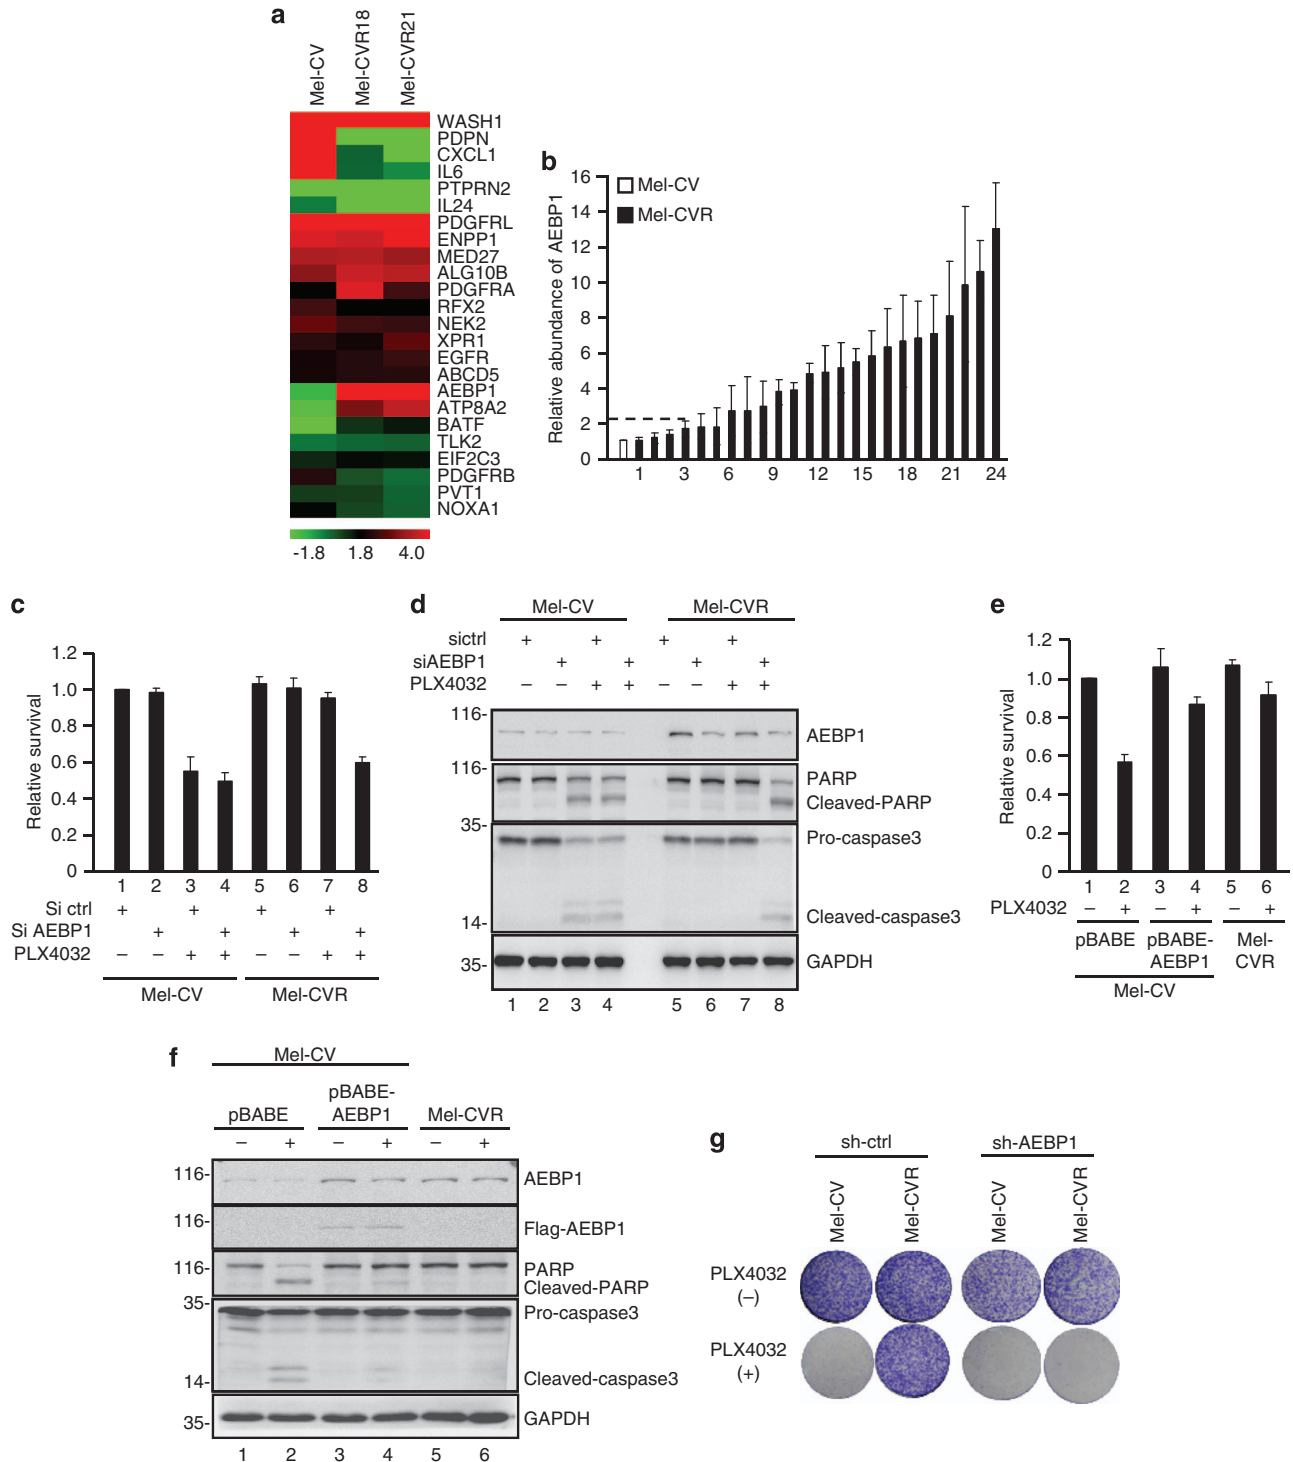 a
Mel-CV
Mel-CVR18
Mel-CVR21
WASH1
PDPN
CXCL1
IL6
PTPRN2
IL24
PDGFRL
ENPP1
MED27
ALG10B
PDGFRA
RFX2
NEK2
XPR1
EGFR
ABCD5
AEBP1
ATP8A2
BATF
TLK2
EIF2C3
PDGFRB
PVT1
NOXA1
-1.8 1.8 4.0
b
Relative abundance of AEBP1
16
14
12
10
8
6
4
2
0
Mel-CV
Mel-CVR
1 3 6 9 12 15 18 21 24
c
Relative survival
1.2
1.0
0.8
0.6
0.4
0.2
0
1 2 3 4 5 6 7 8
Si ctrl + + + +
Si AEBP1 + + + +
PLX4032 – – + + – – + +
Mel-CV Mel-CVR
d
Mel-CV Mel-CVR
sictrl + + + +
siAEBP1 + + + +
PLX4032 – – + + – – + +
116- AEBP1
116- PARP
Cleaved-PARP
35- Pro-caspase3
14- Cleaved-caspase3
35- GAPDH
1 2 3 4 5 6 7 8
e
Relative survival
1.2
1.0
0.8
0.6
0.4
0.2
0
1 2 3 4 5 6
PLX4032 – + – + – +
pBABE pBABE-AEBP1 Mel-CVR
Mel-CV
f
Mel-CV
pBABE pBABE-AEBP1 Mel-CVR
– + – + – +
116- AEBP1
116- Flag-AEBP1
116- PARP
Cleaved-PARP
35- Pro-caspase3
14- Cleaved-caspase3
35- GAPDH
1 2 3 4 5 6
g
sh-ctrl sh-AEBP1
Mel-CV Mel-CVR Mel-CV Mel-CVR
PLX4032
(–)
PLX4032
(+)